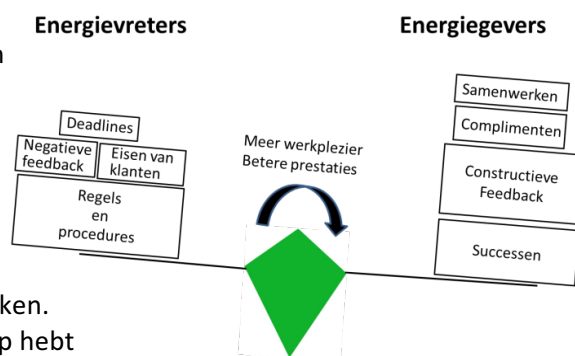 Energievreters
Energiegevers
Deadlines
Negatieve
feedback
Eisen van
klanten
Regels
en
procedures
Meer werkplezier
Betere prestaties
Samenwerken
Complimenten
Constructieve
Feedback
Successen
hebt